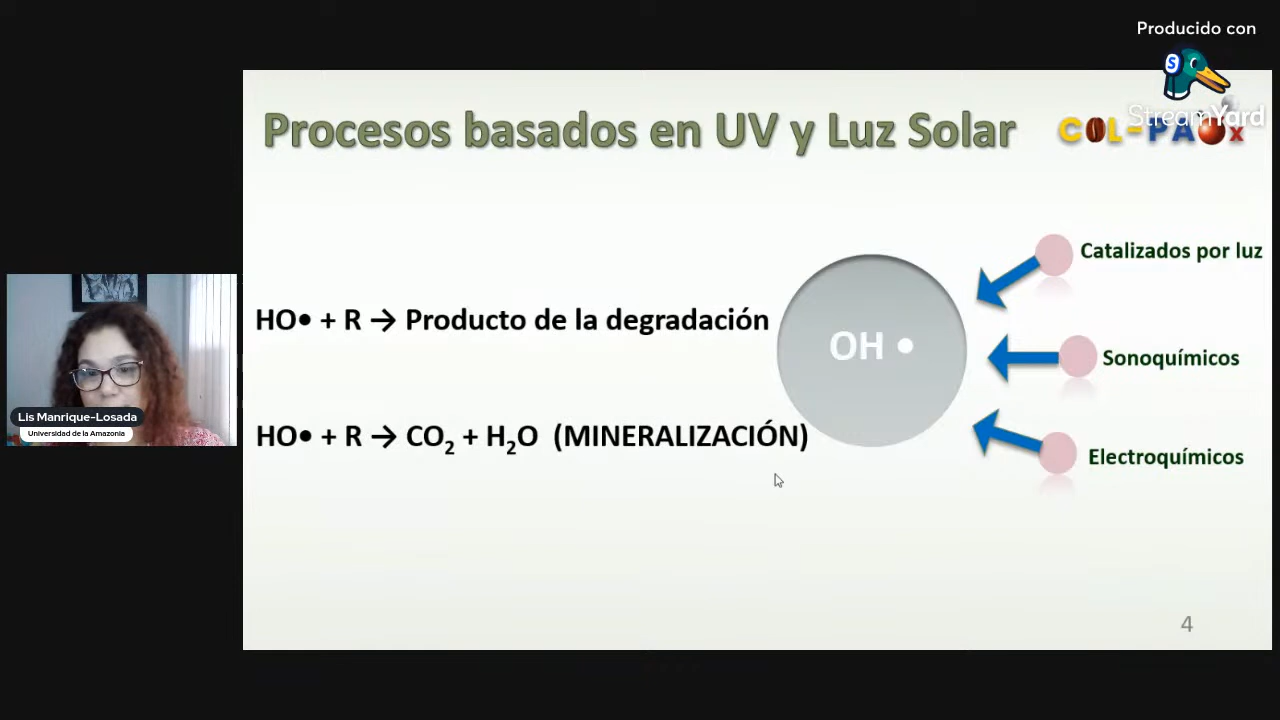 Producido con
StreamYard
Procesos basados en UV y Luz Solar
COL-PAOx
Catalizados por luz
HO• + R → Producto de la degradación
OH •
Sonoquímicos
Lis Manrique-Losada
Universidad de la Amazonia
HO• + R → CO₂ + H₂O (MINERALIZACIÓN)
Electroquímicos
4